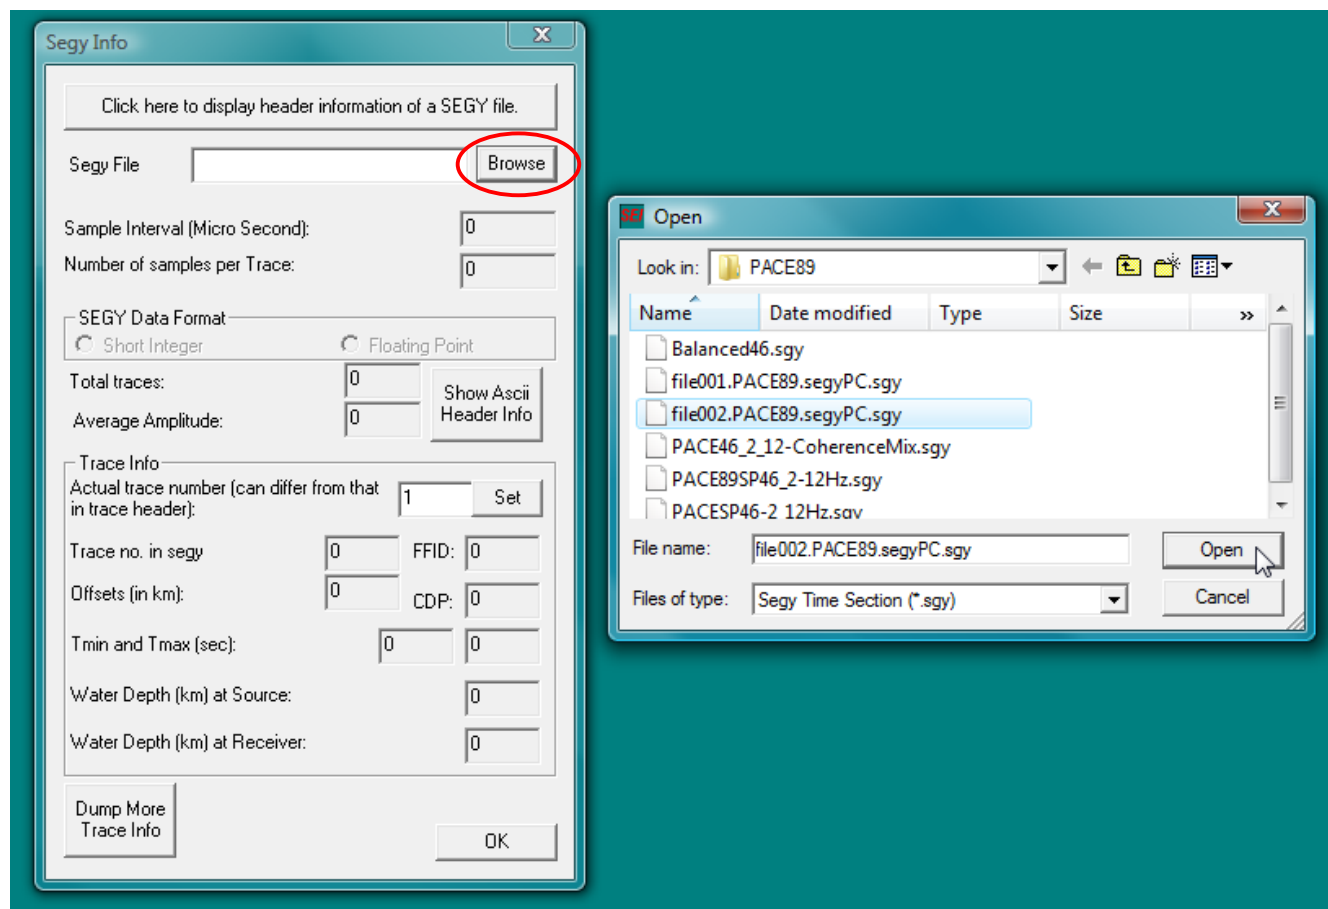 Segy Info
Click here to display header information of a SEGY file.
Segy File
Browse
Sample Interval (Micro Second):
0
Number of samples per Trace:
0
SEGY Data Format
Short Integer
Floating Point
Total traces:
0
Average Amplitude:
0
Show Ascii
Header Info
Trace Info
Actual trace number (can differ from that
in trace header):
1
Set
Trace no. in segy
0
FFID:
0
Offsets (in km):
0
CDP:
0
Tmin and Tmax (sec):
0
0
Water Depth (km) at Source:
0
Water Depth (km) at Receiver:
0
Dump More
Trace Info
OK
SEI Open
Look in:
PACE89
Name
Date modified
Type
Size
»
Balanced46.sgy
file001.PACE89.segyPC.sgy
file002.PACE89.segyPC.sgy
PACE46_2_12-CoherenceMix.sgy
PACE89SP46_2-12Hz.sgy
PACESP46-2_12Hz.sgy
File name:
file002.PACE89.segyPC.sgy
Open
Files of type:
Segy Time Section (*.sgy)
Cancel